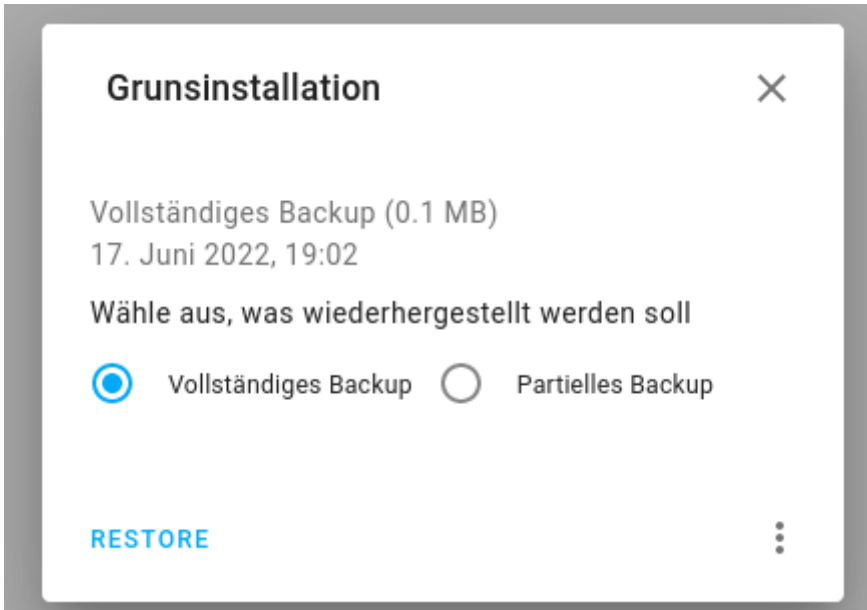 Grunsinstallation
Vollständiges Backup (0.1 MB)
17. Juni 2022, 19:02
Wähle aus, was wiederhergestellt werden soll
Vollständiges Backup Partielles Backup
RESTORE